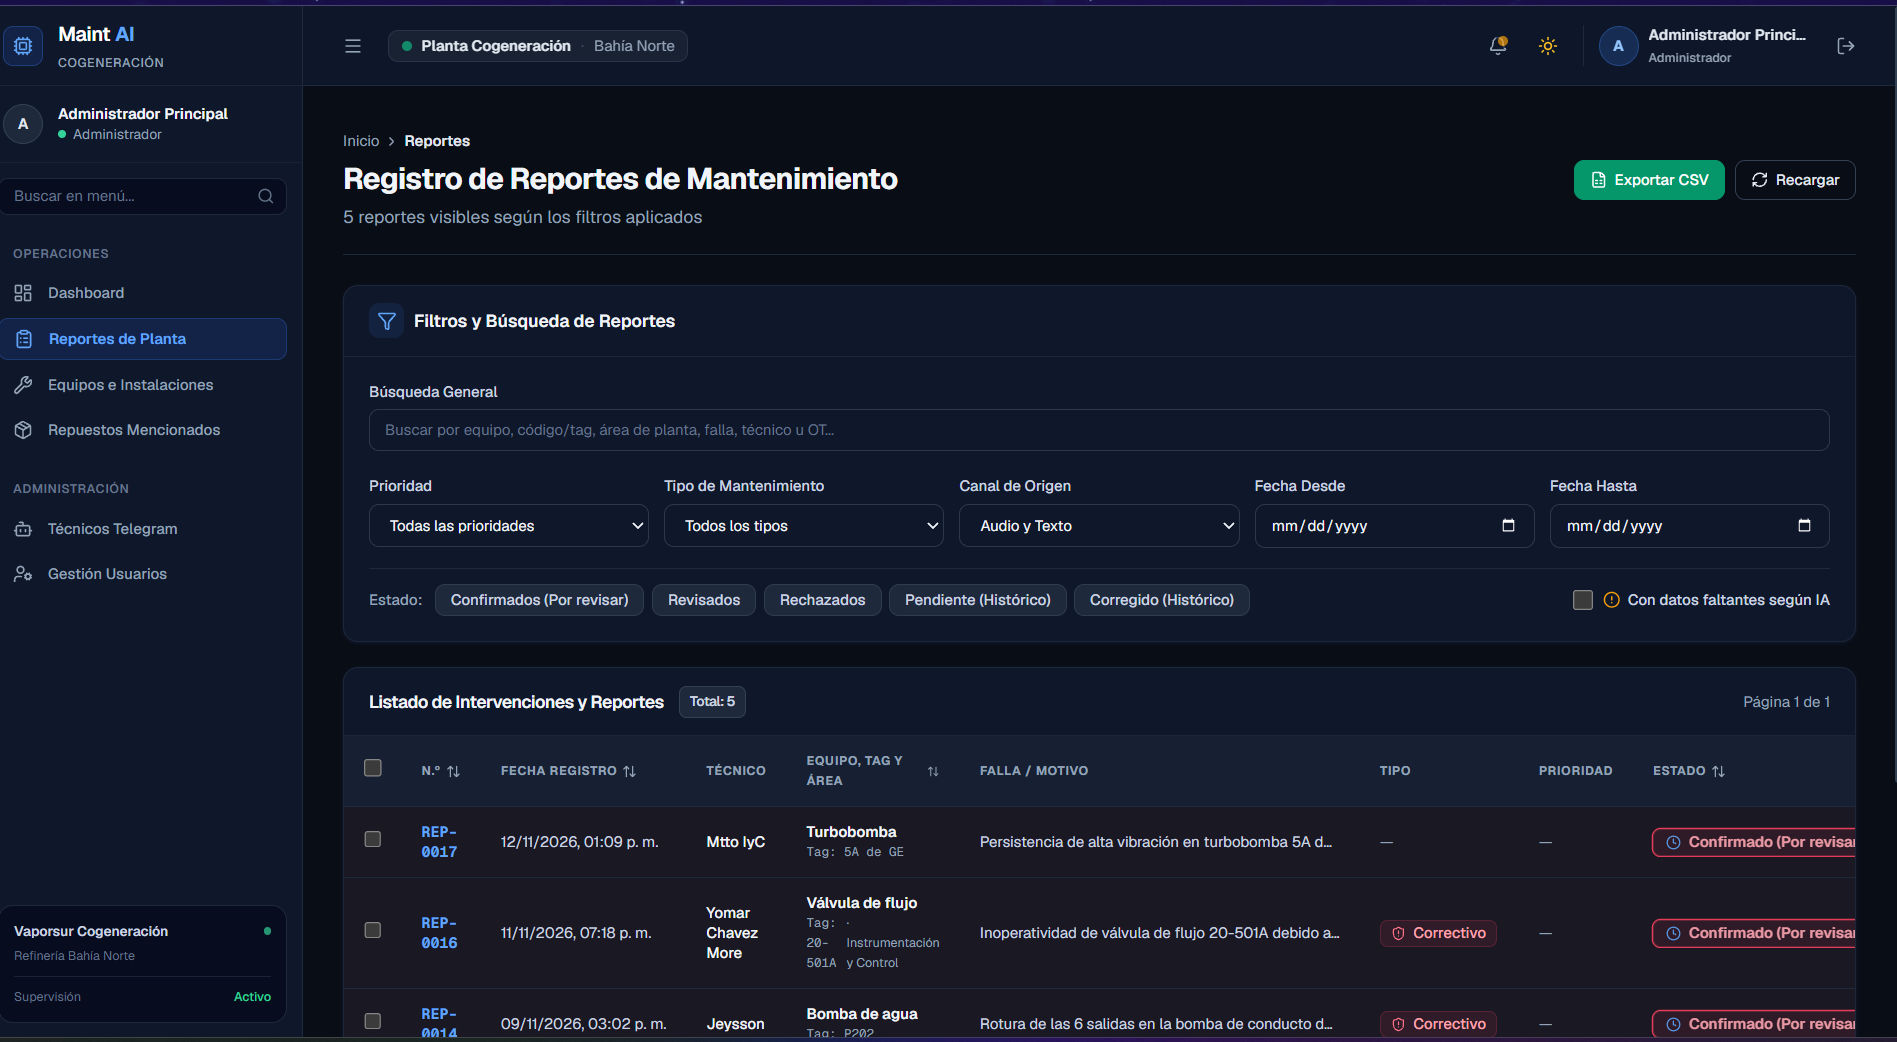 Maint AI
COGENERACIÓN
Planta Cogeneración · Bahía Norte
A
Administrador Princi...
Administrador
A
Administrador Principal
Administrador
Buscar en menú...
OPERACIONES
Dashboard
Reportes de Planta
Equipos e Instalaciones
Repuestos Mencionados
ADMINISTRACIÓN
Técnicos Telegram
Gestión Usuarios
Vaporsur Cogeneración
Refinería Bahía Norte
Supervisión Activo
Inicio > Reportes
Registro de Reportes de Mantenimiento
5 reportes visibles según los filtros aplicados
Exportar CSV
Recargar
Filtros y Búsqueda de Reportes
Búsqueda General
Buscar por equipo, código/tag, área de planta, falla, técnico u OT...
Prioridad Tipo de Mantenimiento Canal de Origen Fecha Desde Fecha Hasta
Todas las prioridades Todos los tipos Audio y Texto mm/dd/yyyy mm/dd/yyyy
Estado: Confirmados (Por revisar) Revisados Rechazados Pendiente (Histórico) Corregido (Histórico) Con datos faltantes según IA
Listado de Intervenciones y Reportes Total: 5 Página 1 de 1
N.º FECHA REGISTRO TÉCNICO EQUIPO, TAG Y ÁREA FALLA / MOTIVO TIPO PRIORIDAD ESTADO
REP-0017 12/11/2026, 01:09 p. m. Mtto IyC Turbobomba Tag: 5A de GE Persistencia de alta vibración en turbobomba 5A d... — — Confirmado (Por revisar
REP-0016 11/11/2026, 07:18 p. m. Yomar Chavez More Válvula de flujo Tag: 20-501A · Instrumentación y Control Inoperatividad de válvula de flujo 20-501A debido a... Correctivo — Confirmado (Por revisar
REP-0014 09/11/2026, 03:02 p. m. Jeysson Bomba de agua Tag: P202 Rotura de las 6 salidas en la bomba de conducto d... Correctivo — Confirmado (Por revisar